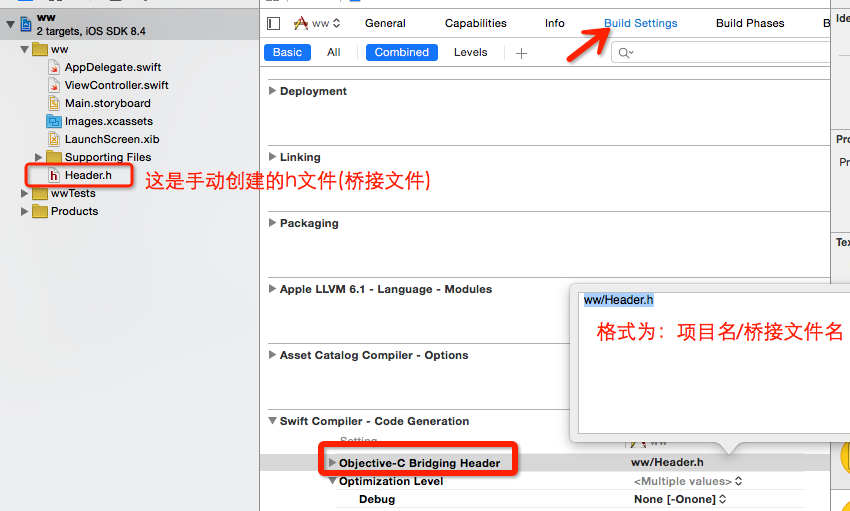 ww
2 targets, iOS SDK 8.4
ww
AppDelegate.swift
ViewController.swift
Main.storyboard
Images.xcassets
LaunchScreen.xib
Supporting Files
Header.h
这是手动创建的h文件(桥接文件)
wwTests
Products
ww
General
Capabilities
Info
Build Settings
Build Phases
B
Basic
All
Combined
Levels
Deployment
Linking
Packaging
Apple LLVM 6.1 - Language - Modules
Asset Catalog Compiler - Options
Swift Compiler - Code Generation
Setting
ww
Objective-C Bridging Header
ww/Header.h
Optimization Level
<Multiple values>
Debug
None [-Onone]
ww/Header.h
格式为：项目名/桥接文件名
Ide
Pro
Pr
Tex